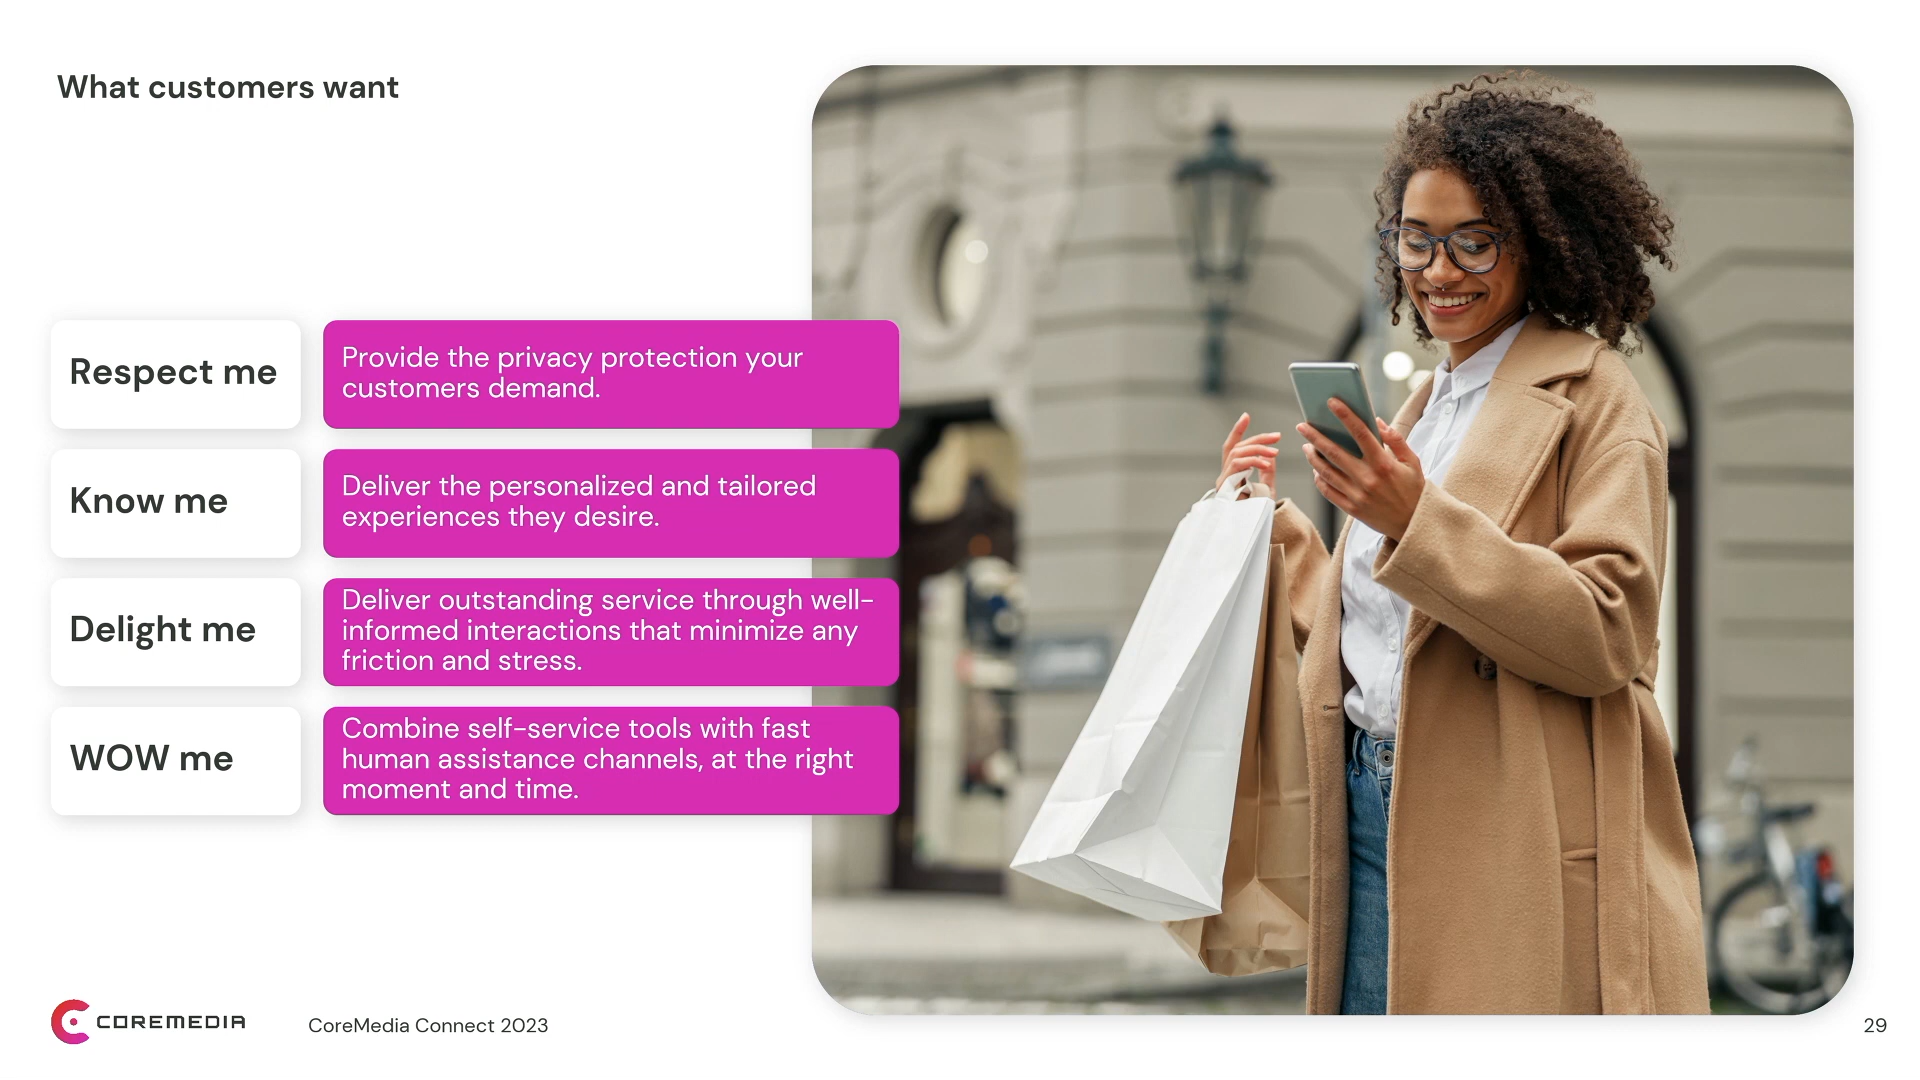 What customers want
Respect me
Provide the privacy protection your
customers demand.
Know me
Deliver the personalized and tailored
experiences they desire.
Delight me
Deliver outstanding service through well-
informed interactions that minimize any
friction and stress.
WOW me
Combine self-service tools with fast
human assistance channels, at the right
moment and time.
COREMEDIA
CoreMedia Connect 2023
29